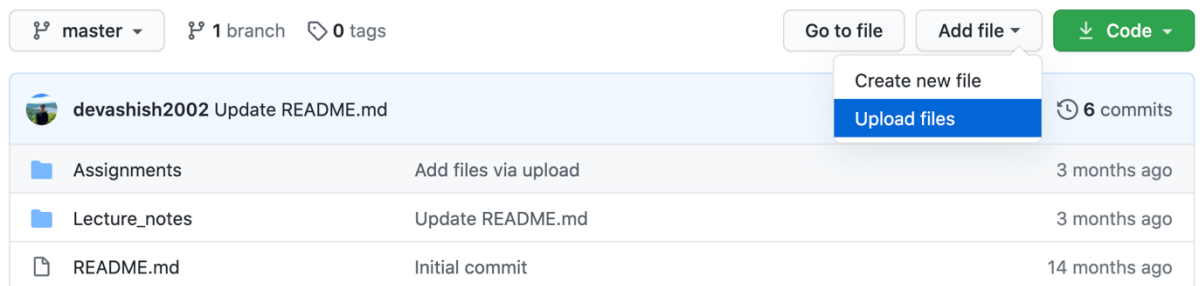 master 1 branch 0 tags Go to file Add file Code
Create new file
devashish2002 Update README.md 6 commits
Upload files
Assignments Add files via upload 3 months ago
Lecture_notes Update README.md 3 months ago
README.md Initial commit 14 months ago